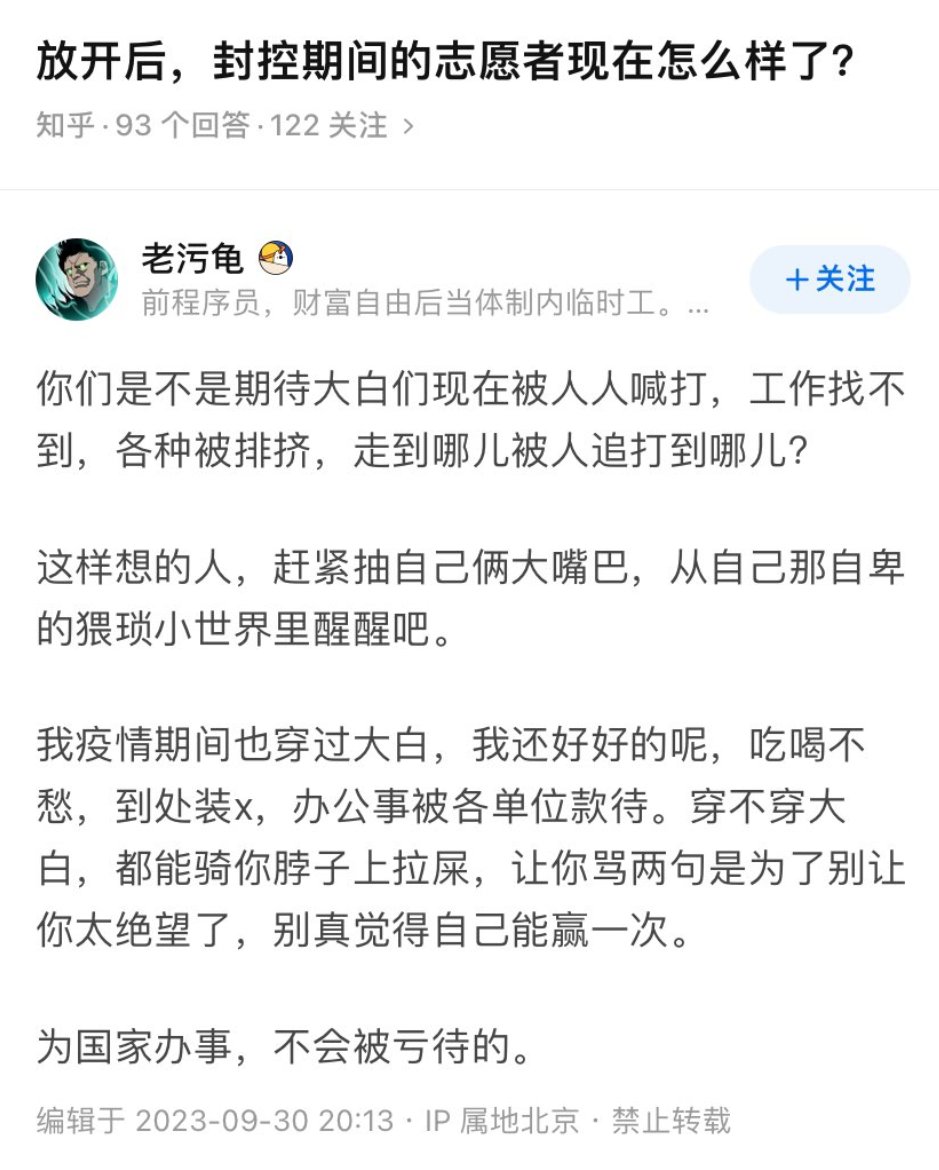 放开后，封控期间的志愿者现在怎么样了？
知乎·93 个回答·122 关注 >
老污龟
前程序员，财富自由后当体制内临时工。...
+关注
你们是不是期待大白们现在被人人喊打，工作找不
到，各种被排挤，走到哪儿被人追打到哪儿？
这样想的人，赶紧抽自己俩大嘴巴，从自己那自卑
的猥琐小世界里醒醒吧。
我疫情期间也穿过大白，我还好好的呢，吃喝不
愁，到处装x，办公事被各单位款待。穿不穿大
白，都能骑你脖子上拉屎，让你骂两句是为了别让
你太绝望了，别真觉得自己能赢一次。
为国家办事，不会被亏待的。
编辑于 2023-09-30 20:13 · IP 属地北京 · 禁止转载